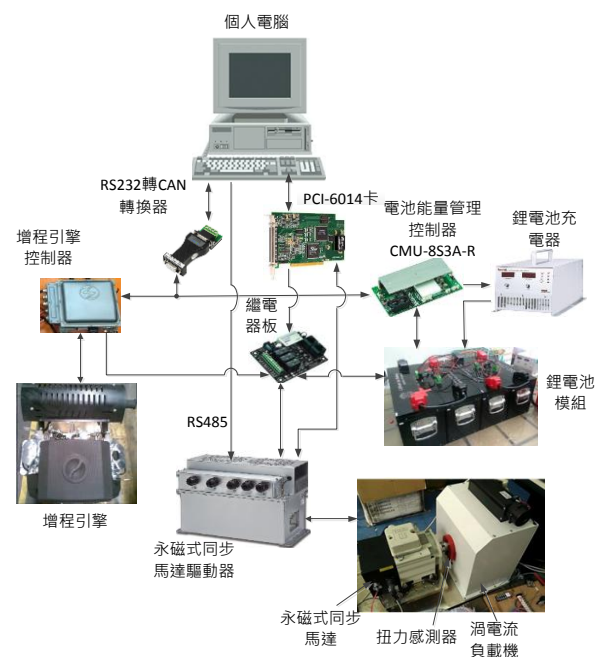 個人電腦
RS232轉CAN
轉換器
PCI-6014卡
電池能量管理
控制器
CMU-8S3A-R
鋰電池充
電器
增程引擎
控制器
繼電
器板
鋰電池
模組
RS485
增程引擎
永磁式同步
馬達驅動器
永磁式同步
馬達
扭力感測器
渦電流
負載機